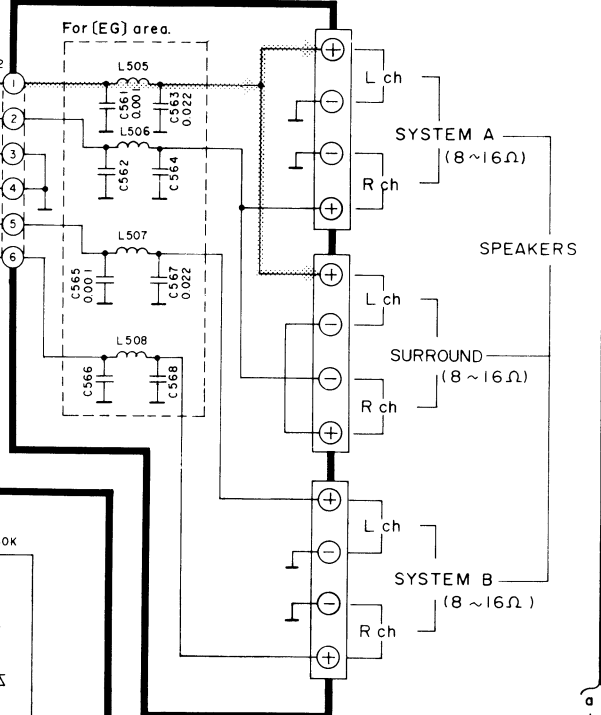 For [EG] area.
2
L505
1
C561
0.001
C563
0.022
2
L506
3
C562
C564
4
5
L507
6
C565
0.001
C567
0.022
L508
C566
C568
+
L ch
−
SYSTEM A
(8~16Ω)
−
R ch
+
SPEAKERS
+
L ch
−
SURROUND
(8~16Ω)
−
R ch
+
+
L ch
−
SYSTEM B
(8~16Ω)
−
R ch
+
OK
a